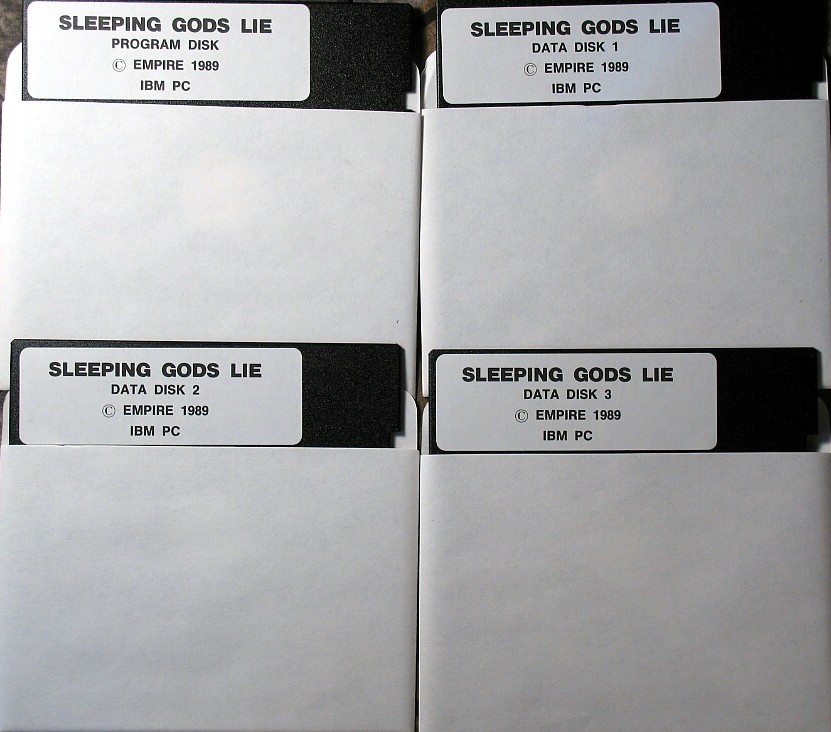 SLEEPING GODS LIE
PROGRAM DISK
© EMPIRE 1989
IBM PC
SLEEPING GODS LIE
DATA DISK 1
© EMPIRE 1989
IBM PC
SLEEPING GODS LIE
DATA DISK 2
© EMPIRE 1989
IBM PC
SLEEPING GODS LIE
DATA DISK 3
© EMPIRE 1989
IBM PC